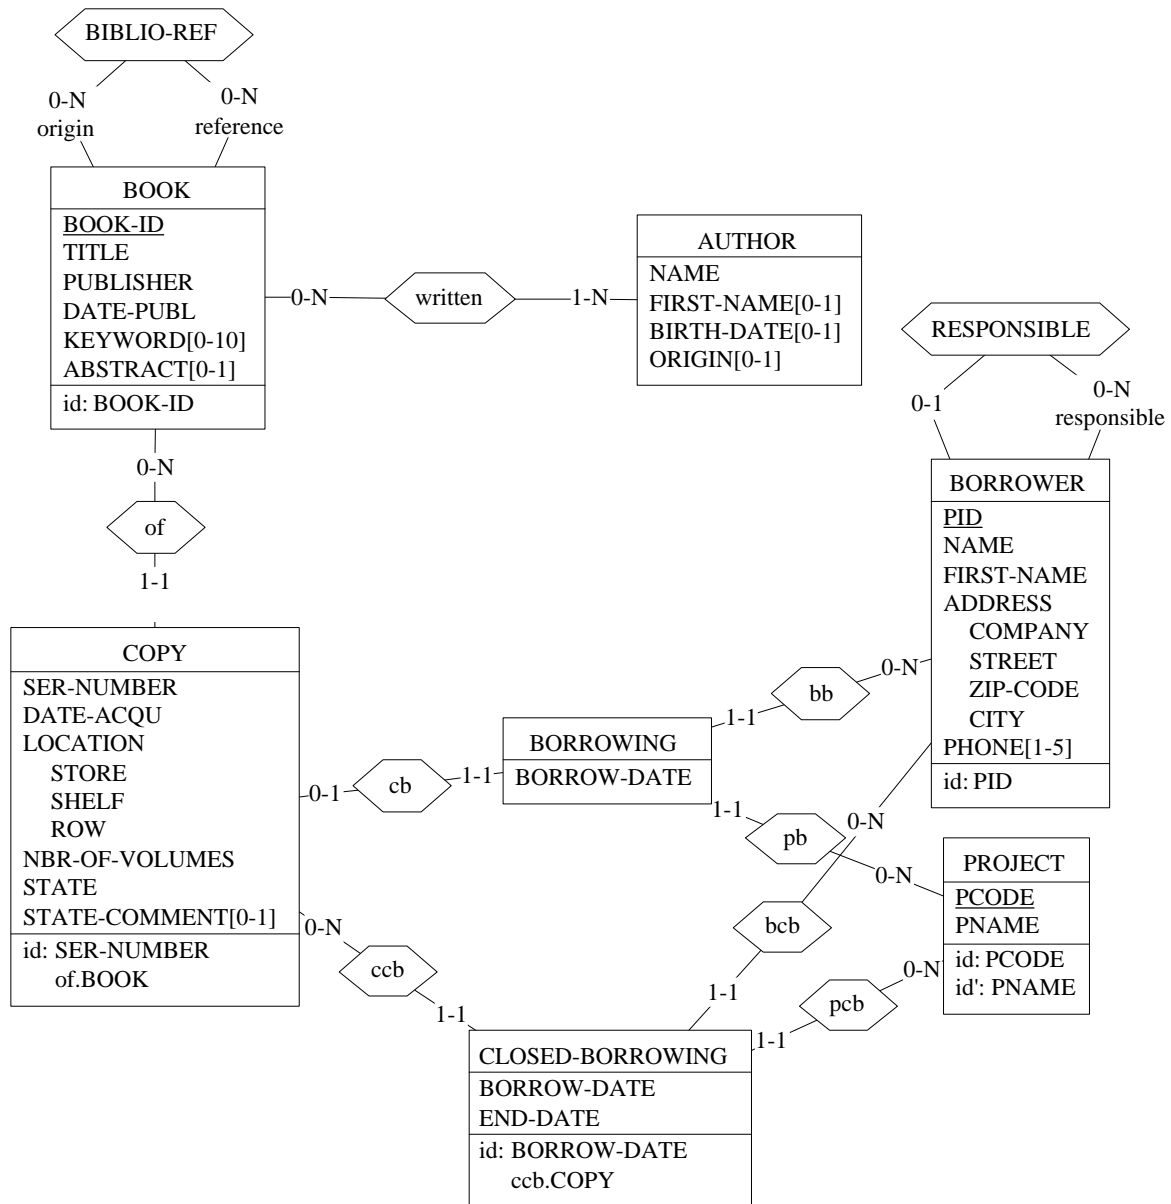 BIBLIO-REF
0-N
origin
0-N
reference
BOOK
BOOK-ID
TITLE
PUBLISHER
DATE-PUBL
KEYWORD[0-10]
ABSTRACT[0-1]
id: BOOK-ID
0-N
written
1-N
AUTHOR
NAME
FIRST-NAME[0-1]
BIRTH-DATE[0-1]
ORIGIN[0-1]
RESPONSIBLE
0-1
0-N
responsible
BORROWER
PID
NAME
FIRST-NAME
ADDRESS
COMPANY
STREET
ZIP-CODE
CITY
PHONE[1-5]
id: PID
0-N
of
1-1
COPY
SER-NUMBER
DATE-ACQU
LOCATION
STORE
SHELF
ROW
NBR-OF-VOLUMES
STATE
STATE-COMMENT[0-1]
id: SER-NUMBER
of.BOOK
0-1
cb
1-1
BORROWING
BORROW-DATE
1-1
bb
0-N
1-1
pb
0-N
PROJECT
PCODE
PNAME
id: PCODE
id': PNAME
0-N
bcb
1-1
0-N
pcb
1-1
0-N
ccb
1-1
CLOSED-BORROWING
BORROW-DATE
END-DATE
id: BORROW-DATE
ccb.COPY